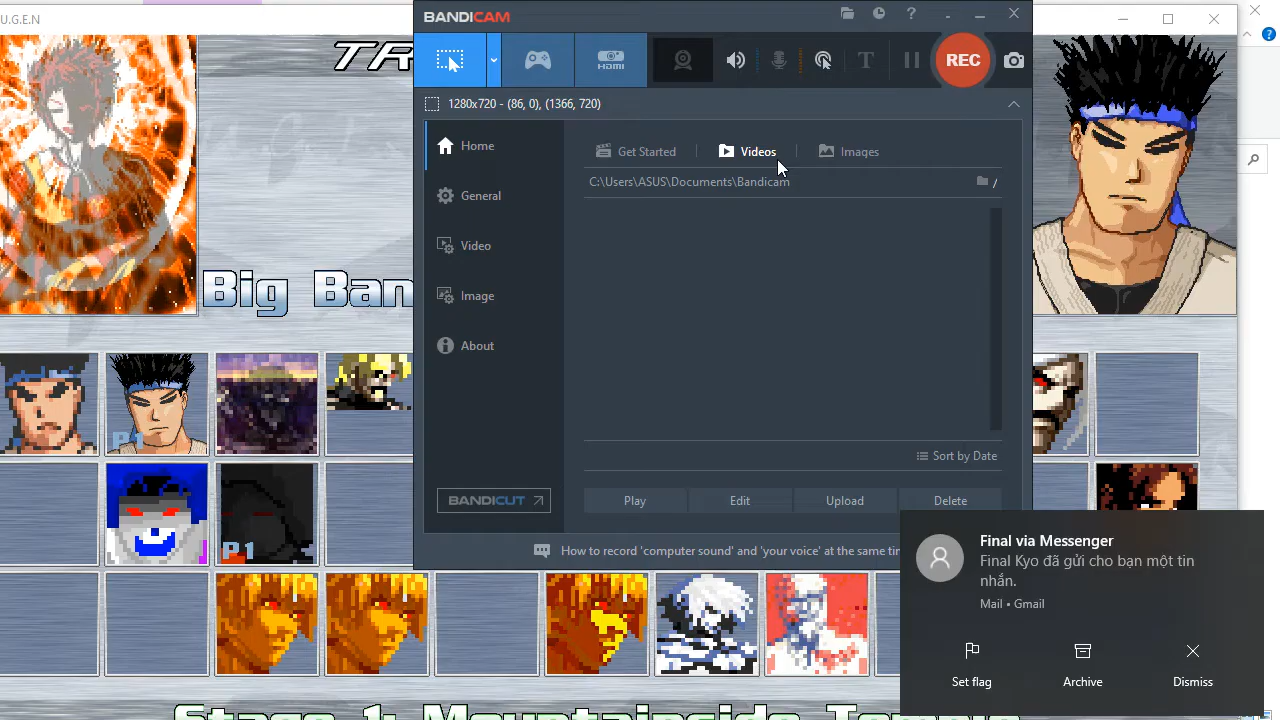 U.G.E.N
BANDICAM
HDMI
T
REC
1280x720 - (86, 0), (1366, 720)
Home
General
Video
Image
About
BANDICUT
Get Started
Videos
Images
C:\Users\ASUS\Documents\Bandicam
/
Sort by Date
Play
Edit
Upload
Delete
How to record 'computer sound' and 'your voice' at the same
Big Ban
P1
P1
Final via Messenger
Final Kyo đã gửi cho bạn một tin
nhắn.
Mail • Gmail
Set flag
Archive
Dismiss
Stage 1: Mountainside